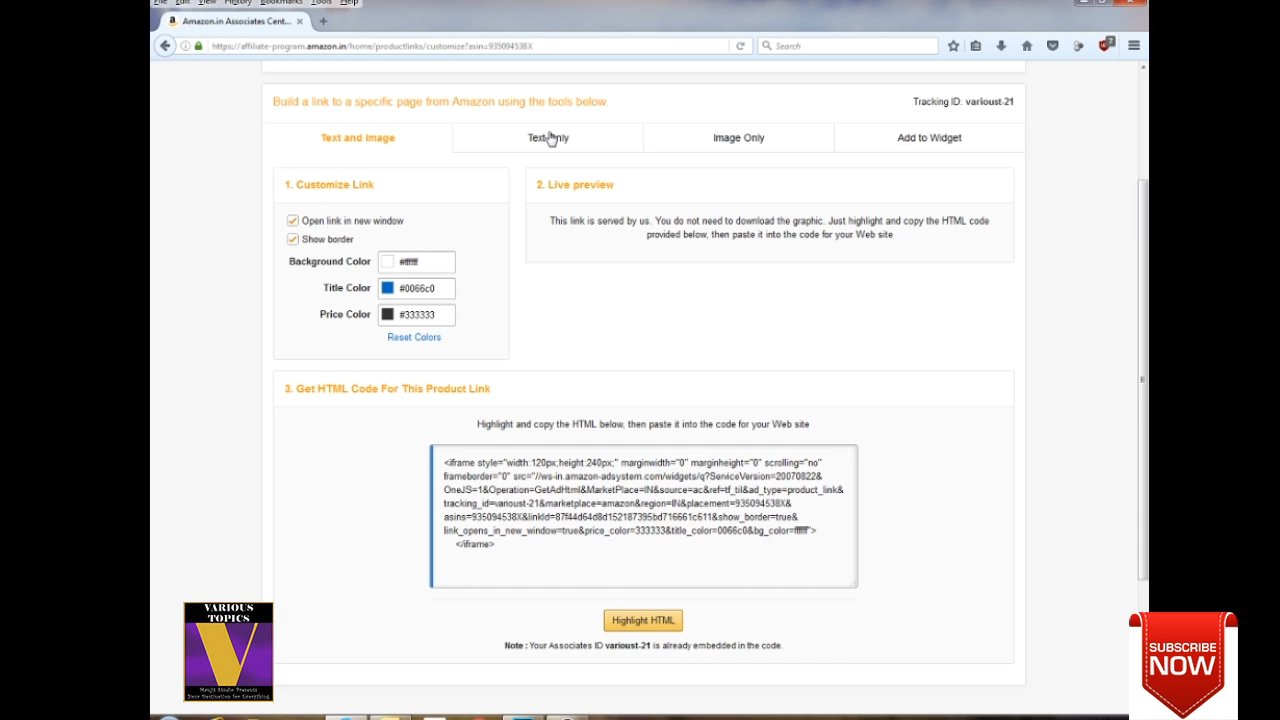 File Edit View History Bookmarks Tools Help
Amazon.in Associates Cent...
https://affiliate-program.amazon.in/home/productlinks/customize?asin=935094538X
Search
7
Build a link to a specific page from Amazon using the tools below
Tracking ID: varioust-21
Text and Image
Text Only
Image Only
Add to Widget
1. Customize Link
Open link in new window
Show border
Background Color #ffffff
Title Color #0066c0
Price Color #333333
Reset Colors
2. Live preview
This link is served by us. You do not need to download the graphic. Just highlight and copy the HTML code
provided below, then paste it into the code for your Web site
3. Get HTML Code For This Product Link
Highlight and copy the HTML below, then paste it into the code for your Web site
<iframe style="width:120px;height:240px;" marginwidth="0" marginheight="0" scrolling="no"
frameborder="0" src="//ws-in.amazon-adsystem.com/widgets/q?ServiceVersion=20070822&
OneJS=1&Operation=GetAdHtml&MarketPlace=IN&source=ac&ref=tf_til&ad_type=product_link&
tracking_id=varioust-21&marketplace=amazon&region=IN&placement=935094538X&
asins=935094538X&linkId=87f44d64d8d152187395bd716661c611&show_border=true&
link_opens_in_new_window=true&price_color=333333&title_color=0066c0&bg_color=ffffff">
</iframe>
Highlight HTML
Note : Your Associates ID varioust-21 is already embedded in the code.
VARIOUS
TOPICS
V
Your Destination for Everything
SUBSCRIBE
NOW